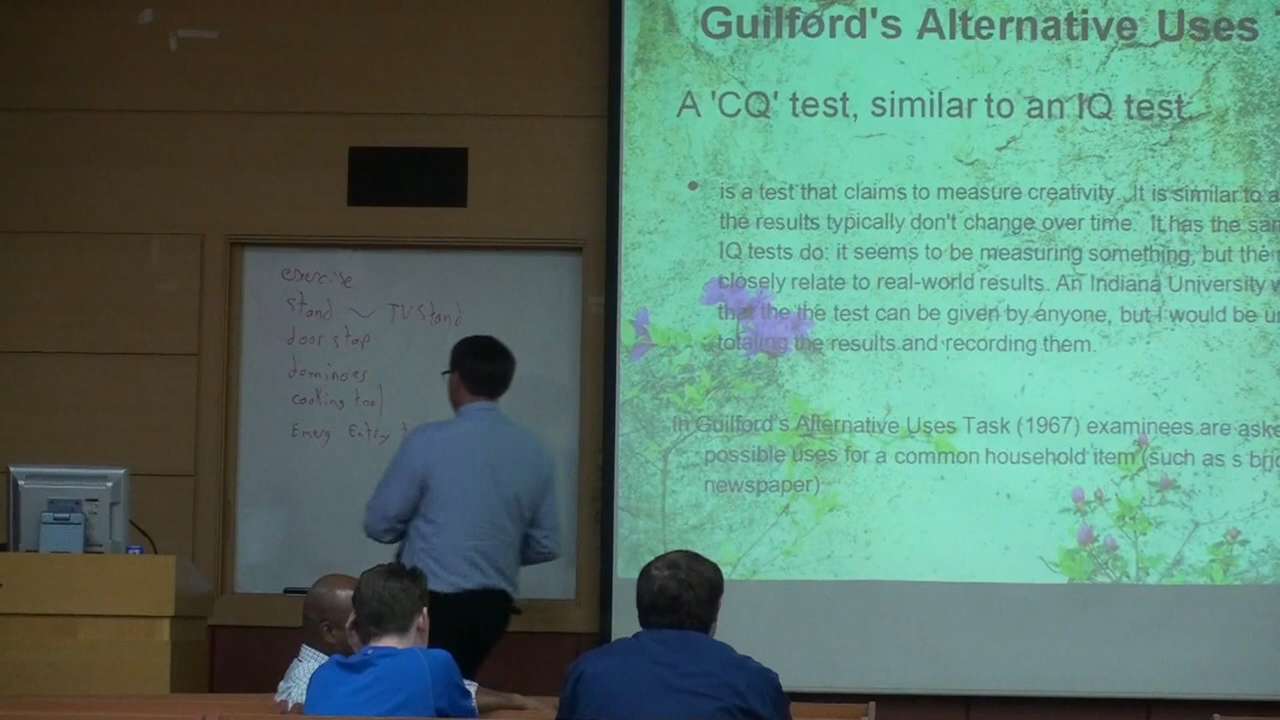 exercise
stand ~ TV Stand
door stop
dominoes
cooking tool
Emerg Entry
Guilford's Alternative Uses
A 'CQ' test, similar to an IQ test.
• is a test that claims to measure creativity. It is similar to a
the results typically don't change over time. It has the
IQ tests do: it seems to be measuring something, but
closely relate to real-world results. An Indiana University
that the the test can be given by anyone, but I would be
totaling the results and recording them.
In Guilford's Alternative Uses Task (1967) examinees are
possible uses for a common household item (such as s
newspaper)